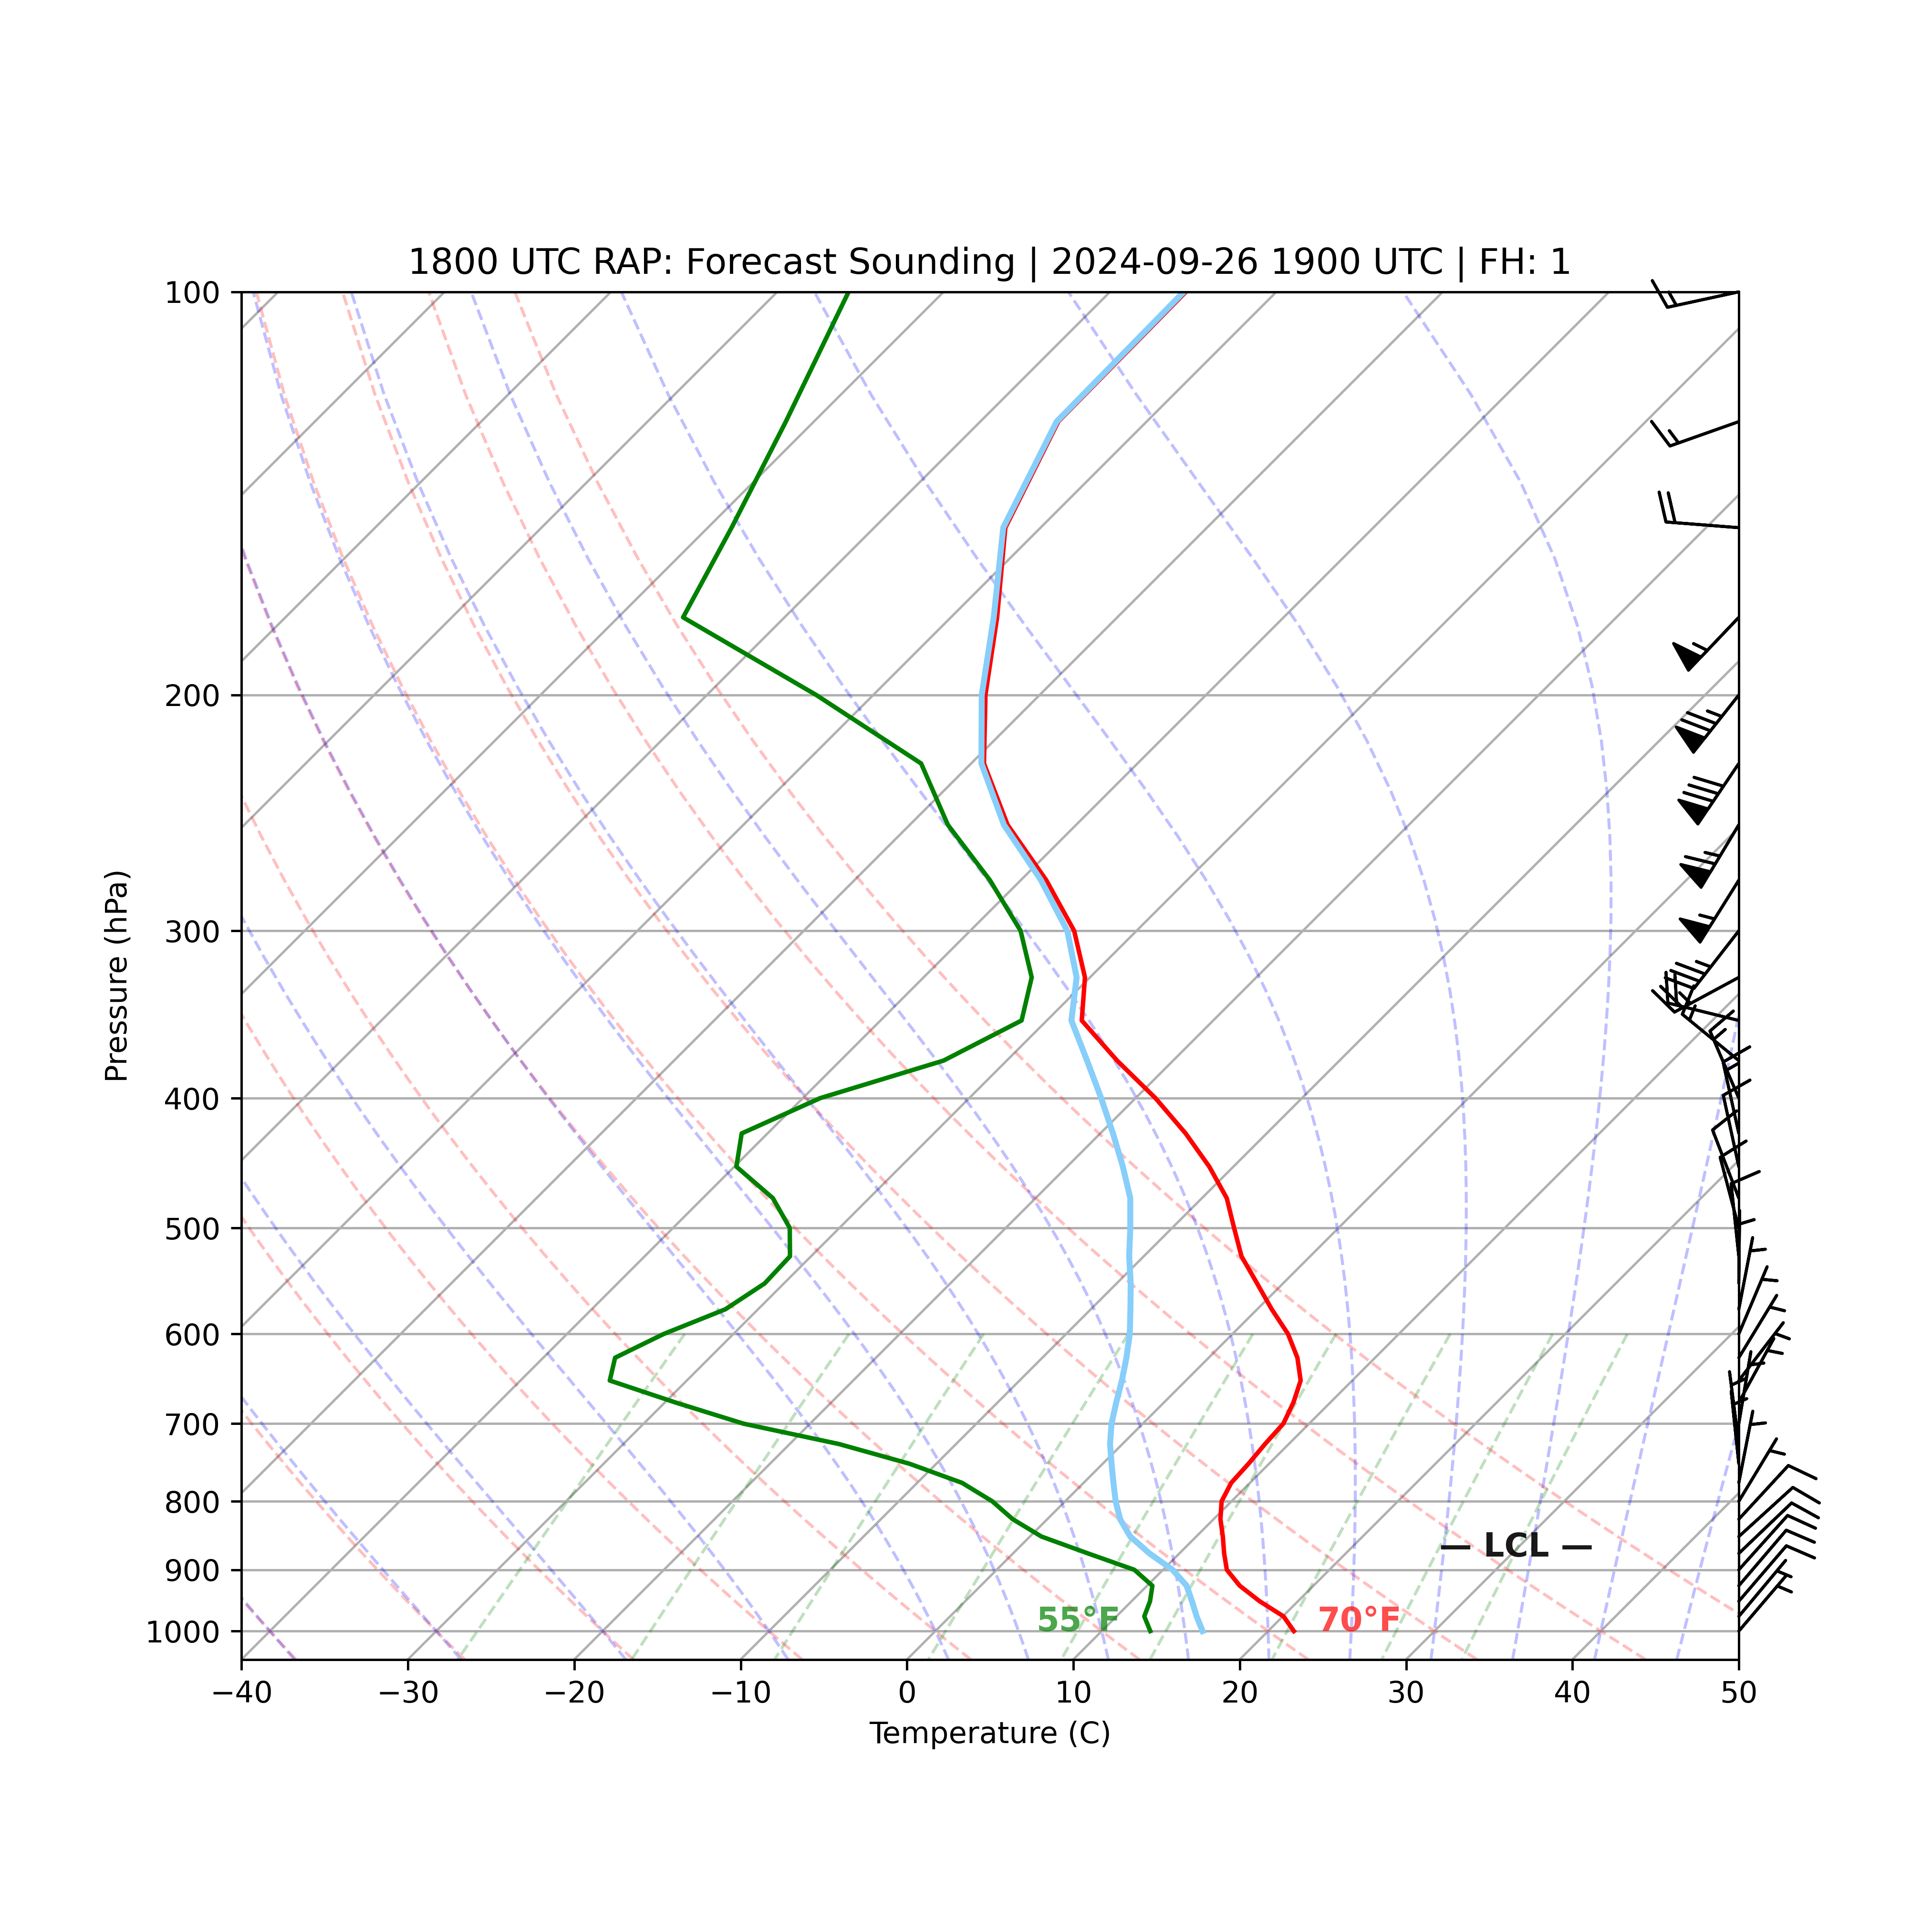 1800 UTC RAP: Forecast Sounding | 2024-09-26 1900 UTC | FH: 1
100
200
300
400
500
600
700
800
900
1000
Pressure (hPa)
— LCL —
55°F
70°F
−40 −30 −20 −10 0 10 20 30 40 50
Temperature (C)